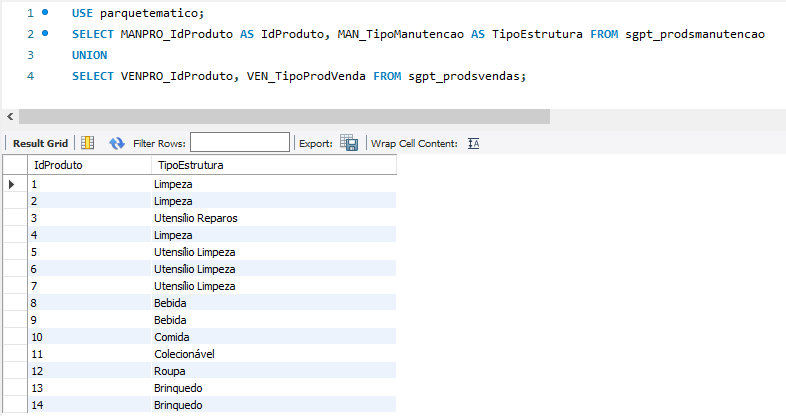 1 USE parquetematico;
2 SELECT MANPRO_IdProduto AS IdProduto, MAN_TipoManutencao AS TipoEstrutura FROM sgpt_prodsmanutencao
3 UNION
4 SELECT VENPRO_IdProduto, VEN_TipoProdVenda FROM sgpt_prodsvendas;
Result Grid Filter Rows: Export: Wrap Cell Content: IA
IdProduto TipoEstrutura
1 Limpeza
2 Limpeza
3 Utensílio Reparos
4 Limpeza
5 Utensílio Limpeza
6 Utensílio Limpeza
7 Utensílio Limpeza
8 Bebida
9 Bebida
10 Comida
11 Colecionável
12 Roupa
13 Brinquedo
14 Brinquedo